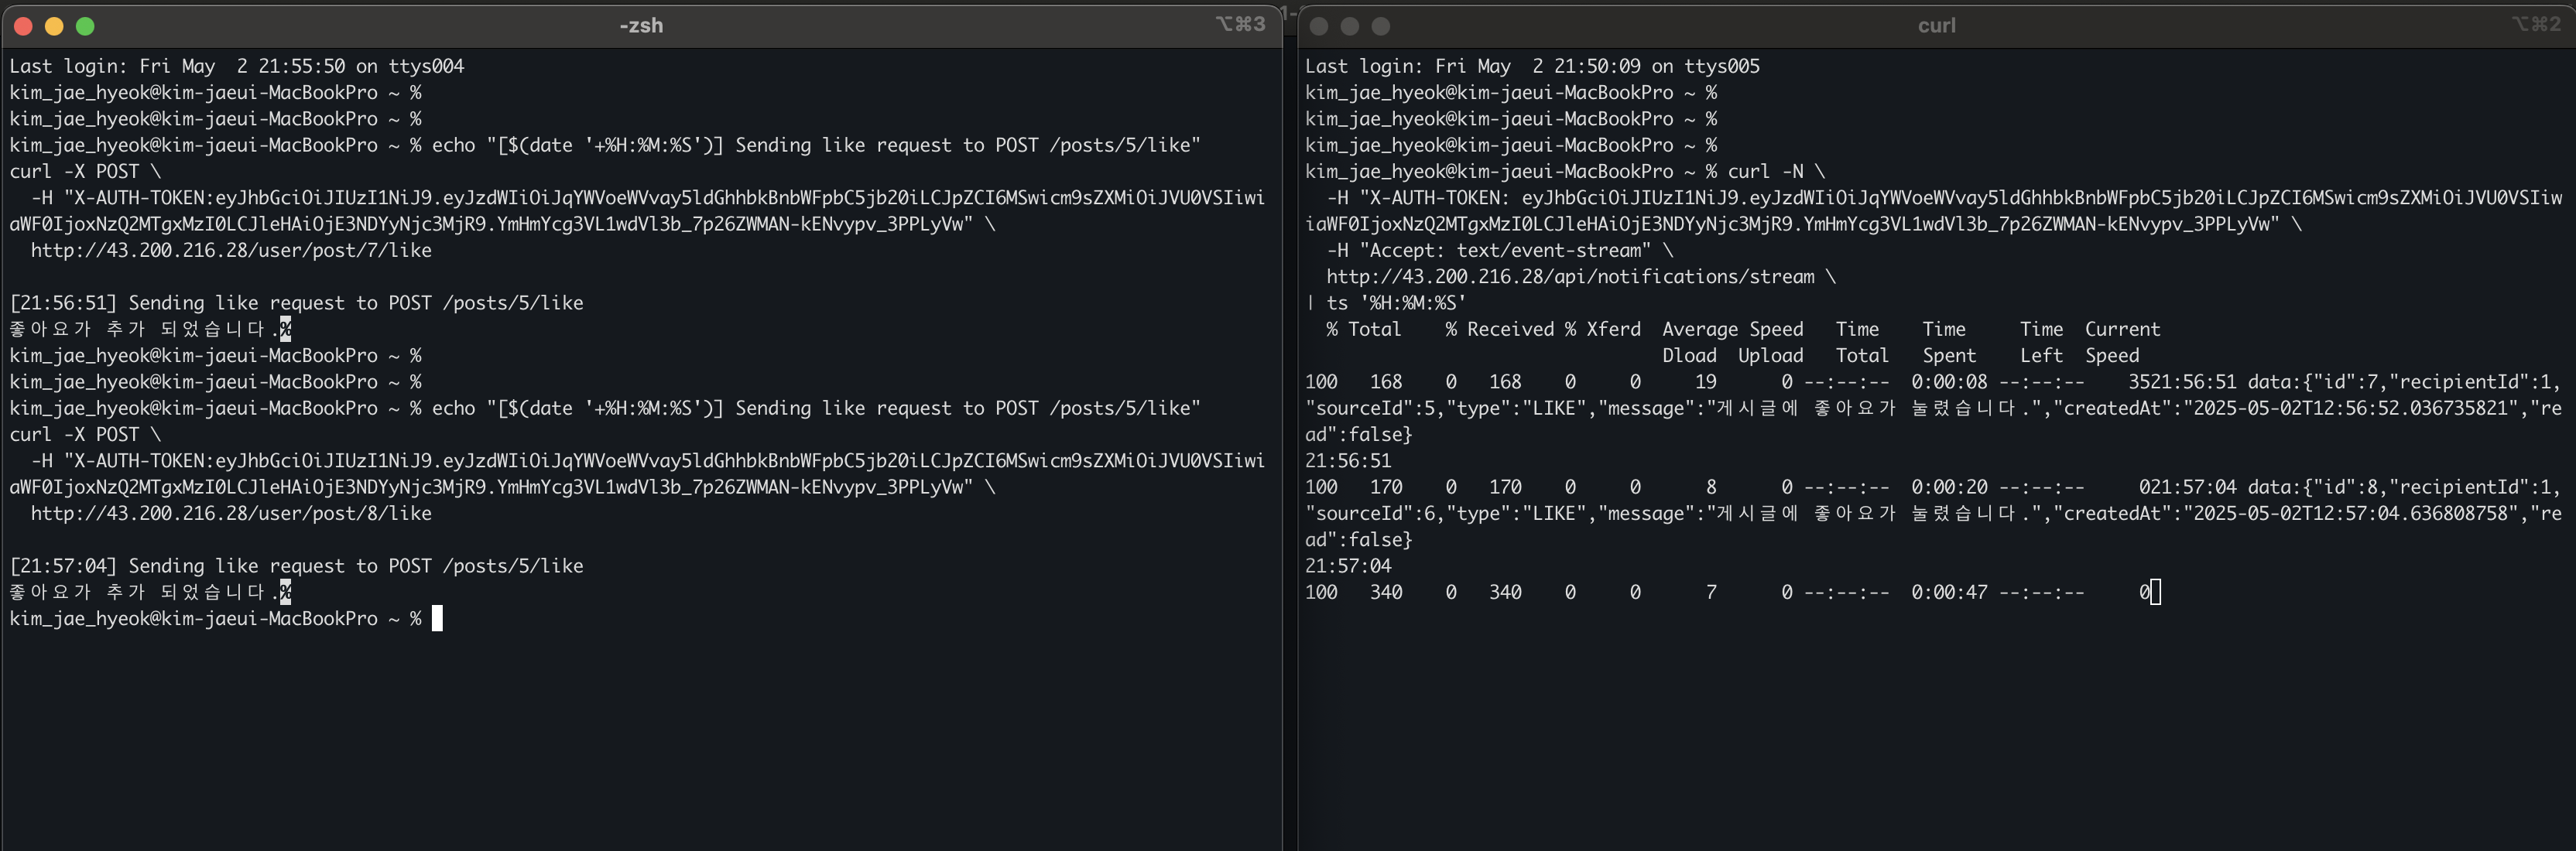 -zsh
⌥⌘3
Last login: Fri May  2 21:55:50 on ttys004
kim_jae_hyeok@kim-jaeui-MacBookPro ~ %
kim_jae_hyeok@kim-jaeui-MacBookPro ~ %
kim_jae_hyeok@kim-jaeui-MacBookPro ~ % echo "[$(date '+%H:%M:%S')] Sending like request to POST /posts/5/like"
curl -X POST \
  -H "X-AUTH-TOKEN:eyJhbGciOiJIUzI1NiJ9.eyJzdWIiOiJqYWVoeWVvay5ldGhhbkBnbWFpbC5jb20iLCJpZCI6MSwicm9sZXMiOiJVU0VSIiwi
aWF0IjoxNzQ2MTgxMzI0LCJleHAiOjE3NDYyNjc3MjR9.YmHmYcg3VL1wdVl3b_7p26ZWMAN-kENvypv_3PPLyVw" \
  http://43.200.216.28/user/post/7/like
[21:56:51] Sending like request to POST /posts/5/like
좋아요가 추가 되었습니다.%
kim_jae_hyeok@kim-jaeui-MacBookPro ~ %
kim_jae_hyeok@kim-jaeui-MacBookPro ~ %
kim_jae_hyeok@kim-jaeui-MacBookPro ~ % echo "[$(date '+%H:%M:%S')] Sending like request to POST /posts/5/like"
curl -X POST \
  -H "X-AUTH-TOKEN:eyJhbGciOiJIUzI1NiJ9.eyJzdWIiOiJqYWVoeWVvay5ldGhhbkBnbWFpbC5jb20iLCJpZCI6MSwicm9sZXMiOiJVU0VSIiwi
aWF0IjoxNzQ2MTgxMzI0LCJleHAiOjE3NDYyNjc3MjR9.YmHmYcg3VL1wdVl3b_7p26ZWMAN-kENvypv_3PPLyVw" \
  http://43.200.216.28/user/post/8/like
[21:57:04] Sending like request to POST /posts/5/like
좋아요가 추가 되었습니다.%
kim_jae_hyeok@kim-jaeui-MacBookPro ~ %
curl
⌥⌘2
Last login: Fri May  2 21:50:09 on ttys005
kim_jae_hyeok@kim-jaeui-MacBookPro ~ %
kim_jae_hyeok@kim-jaeui-MacBookPro ~ %
kim_jae_hyeok@kim-jaeui-MacBookPro ~ %
kim_jae_hyeok@kim-jaeui-MacBookPro ~ % curl -N \
  -H "X-AUTH-TOKEN: eyJhbGciOiJIUzI1NiJ9.eyJzdWIiOiJqYWVoeWVvay5ldGhhbkBnbWFpbC5jb20iLCJpZCI6MSwicm9sZXMiOiJVU0VSIiw
iaWF0IjoxNzQ2MTgxMzI0LCJleHAiOjE3NDYyNjc3MjR9.YmHmYcg3VL1wdVl3b_7p26ZWMAN-kENvypv_3PPLyVw" \
  -H "Accept: text/event-stream" \
  http://43.200.216.28/api/notifications/stream \
| ts '%H:%M:%S'
  % Total    % Received % Xferd  Average Speed   Time    Time     Time  Current
                                 Dload  Upload   Total   Spent    Left  Speed
100   168    0   168    0     0     19      0 --:--:--  0:00:08 --:--:--    3521:56:51 data:{"id":7,"recipientId":1,
"sourceId":5,"type":"LIKE","message":"게시글에 좋아요가 눌렸습니다.","createdAt":"2025-05-02T12:56:52.036735821","re
ad":false}
21:56:51
100   170    0   170    0     0      8      0 --:--:--  0:00:20 --:--:--     021:57:04 data:{"id":8,"recipientId":1,
"sourceId":6,"type":"LIKE","message":"게시글에 좋아요가 눌렸습니다.","createdAt":"2025-05-02T12:57:04.636808758","re
ad":false}
21:57:04
100   340    0   340    0     0      7      0 --:--:--  0:00:47 --:--:--     0